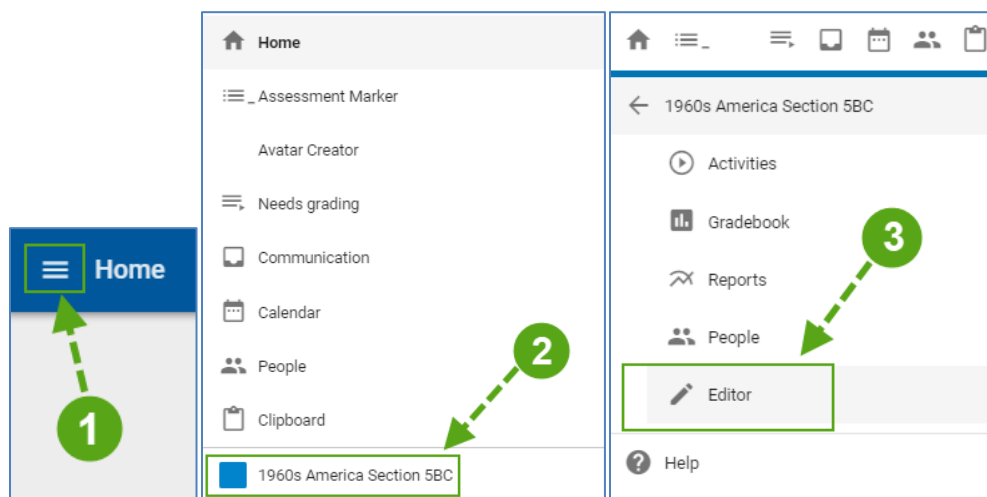 Home
1
Home
Assessment Marker
Avatar Creator
Needs grading
Communication
Calendar
People
Clipboard
2
1960s America Section 5BC
1960s America Section 5BC
Activities
Gradebook
3
Reports
People
Editor
Help